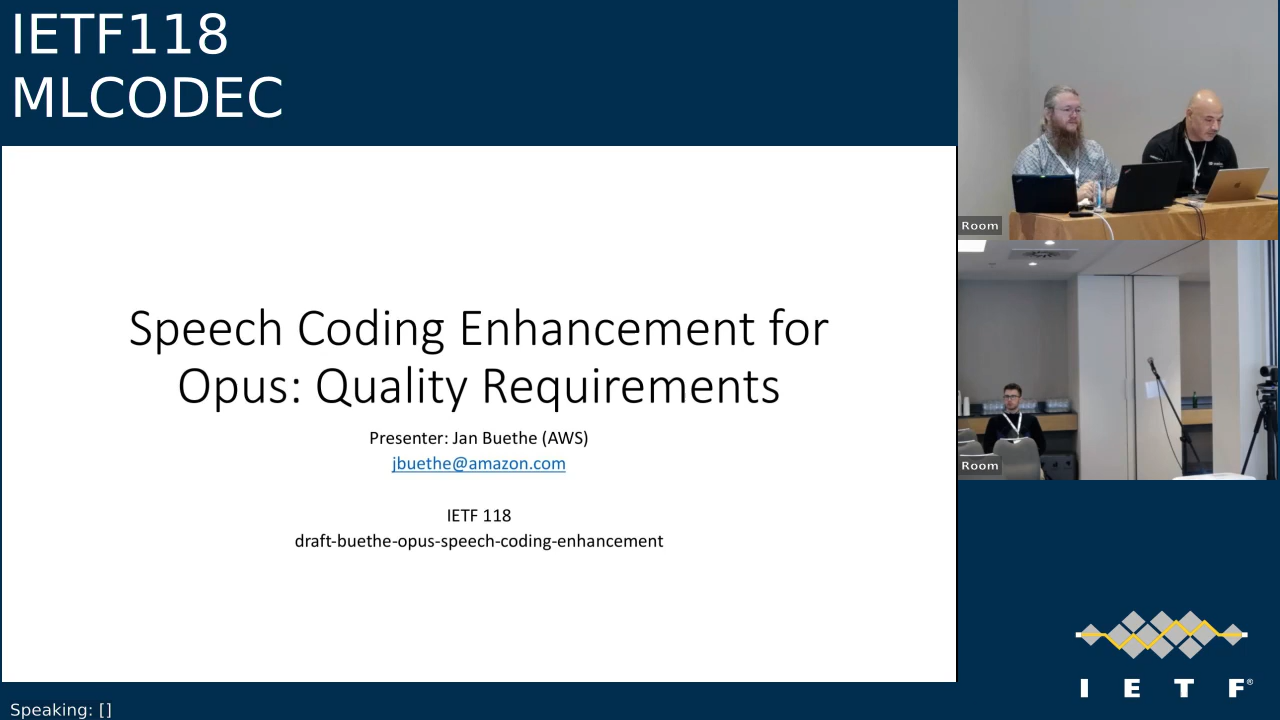 IETF118
MLCODEC
Speech Coding Enhancement for
Opus: Quality Requirements
Presenter: Jan Buethe (AWS)
jbuethe@amazon.com
IETF 118
draft-buethe-opus-speech-coding-enhancement
Room
Room
I E T F®
Speaking: []